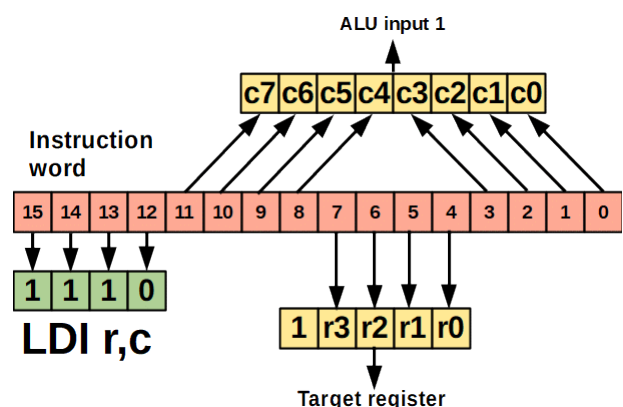 ALU input 1
c7 c6 c5 c4 c3 c2 c1 c0
Instruction
word
15 14 13 12 11 10 9 8 7 6 5 4 3 2 1 0
1 1 1 0
LDI r,c
1 r3 r2 r1 r0
Target register